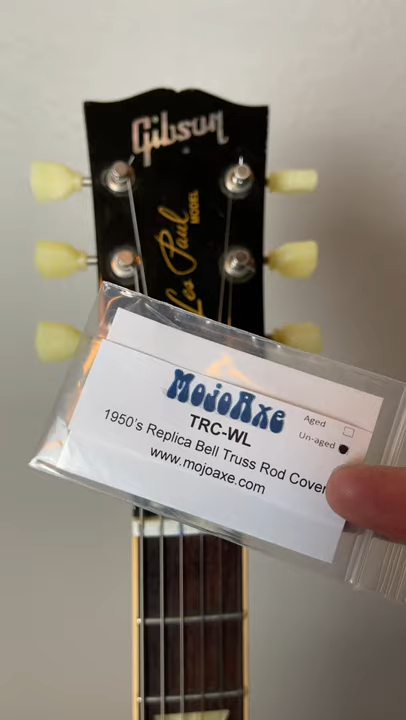 Gibson
Les Paul
MODEL
MojoAxe
TRC-WL
1950's Replica Bell Truss Rod Cover
www.mojoaxe.com
Aged
Un-aged